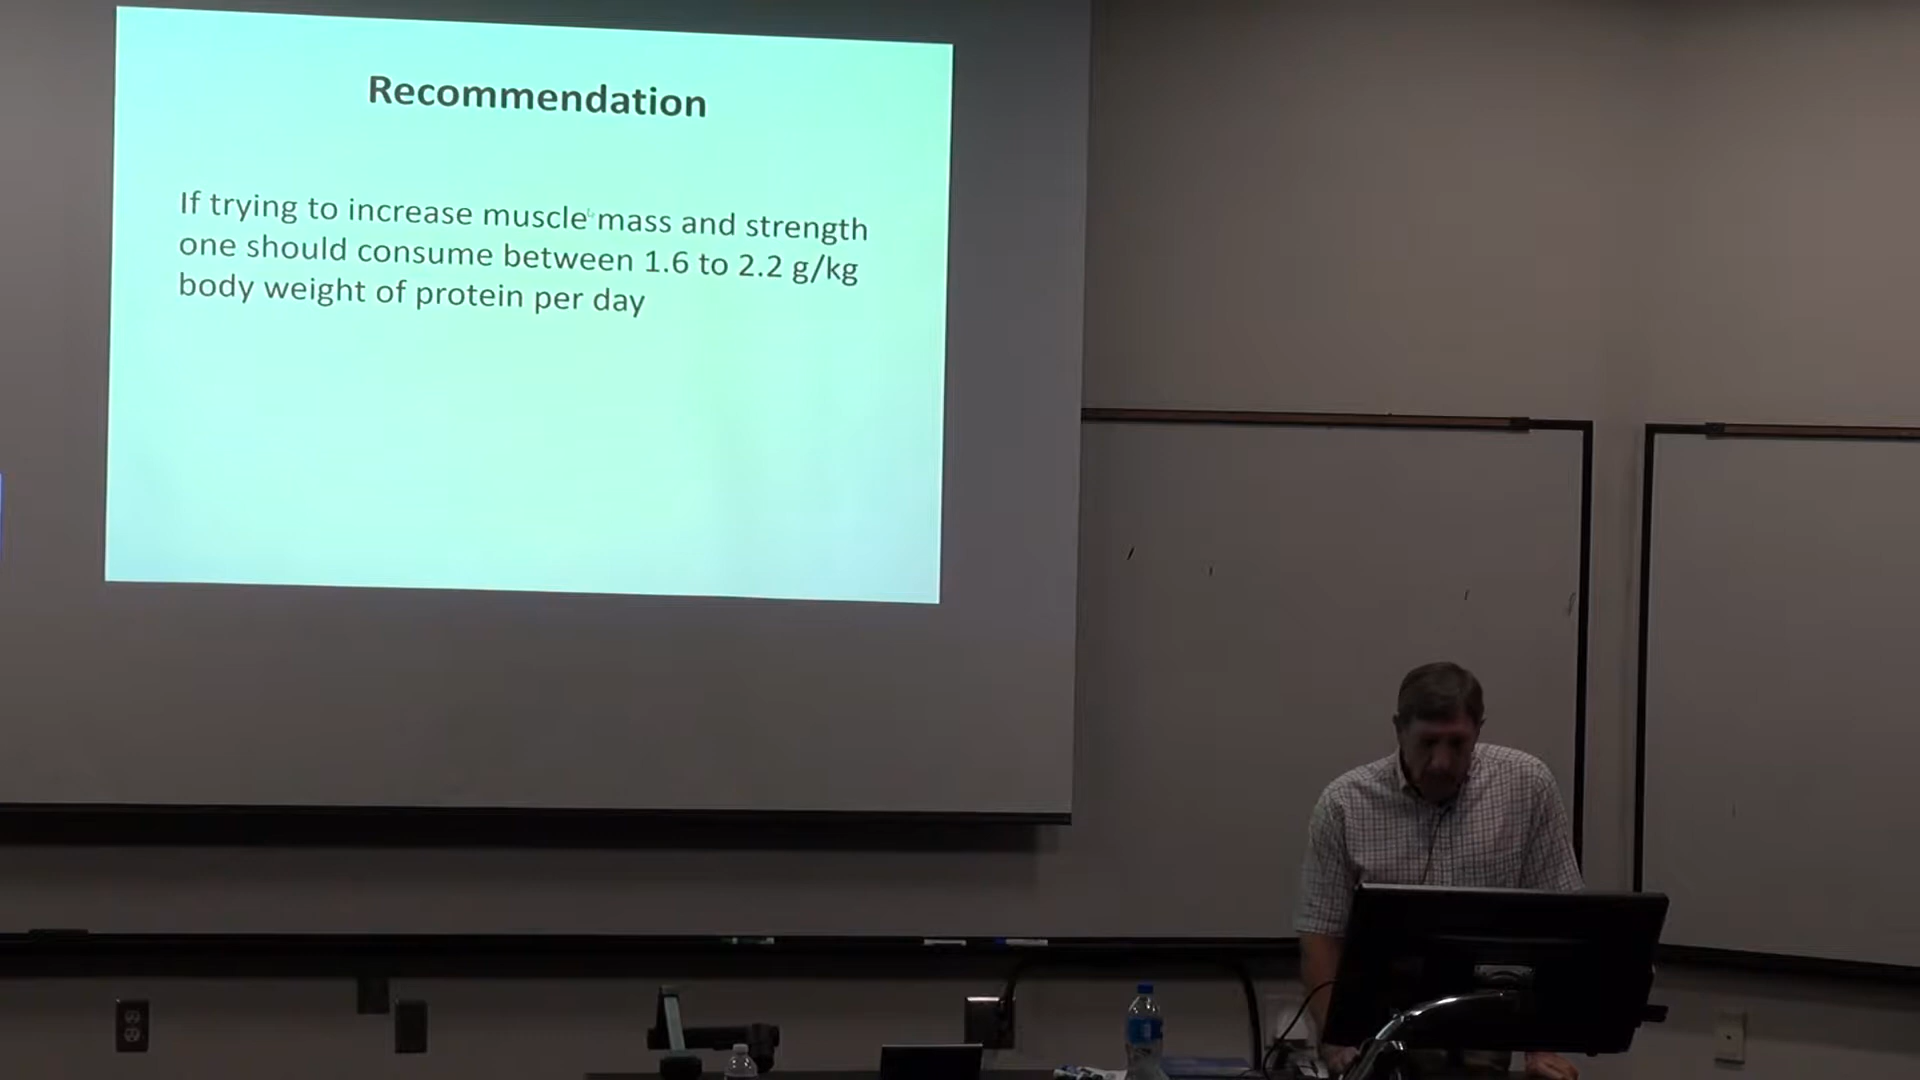 Recommendation
If trying to increase muscle mass and strength
one should consume between 1.6 to 2.2 g/kg
body weight of protein per day